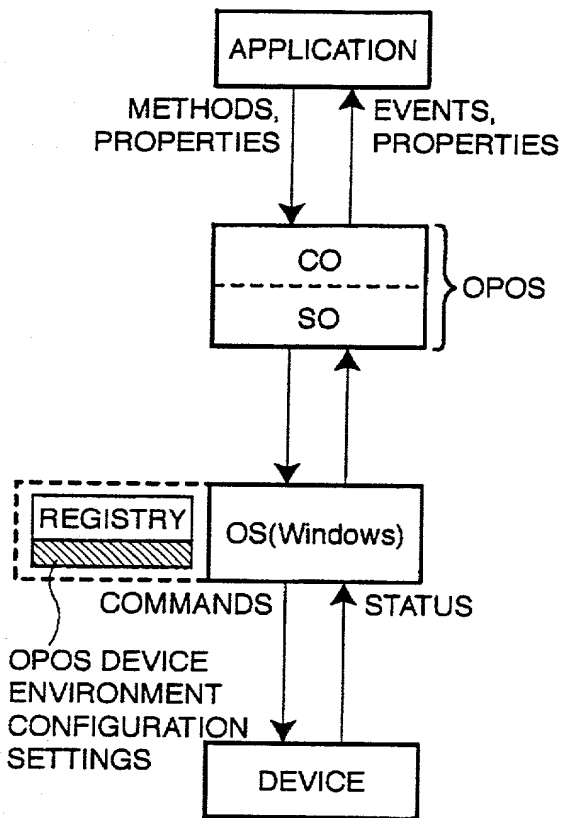 APPLICATION
METHODS,
PROPERTIES
EVENTS,
PROPERTIES
CO
SO
OPOS
REGISTRY
OS(Windows)
COMMANDS
STATUS
OPOS DEVICE
ENVIRONMENT
CONFIGURATION
SETTINGS
DEVICE